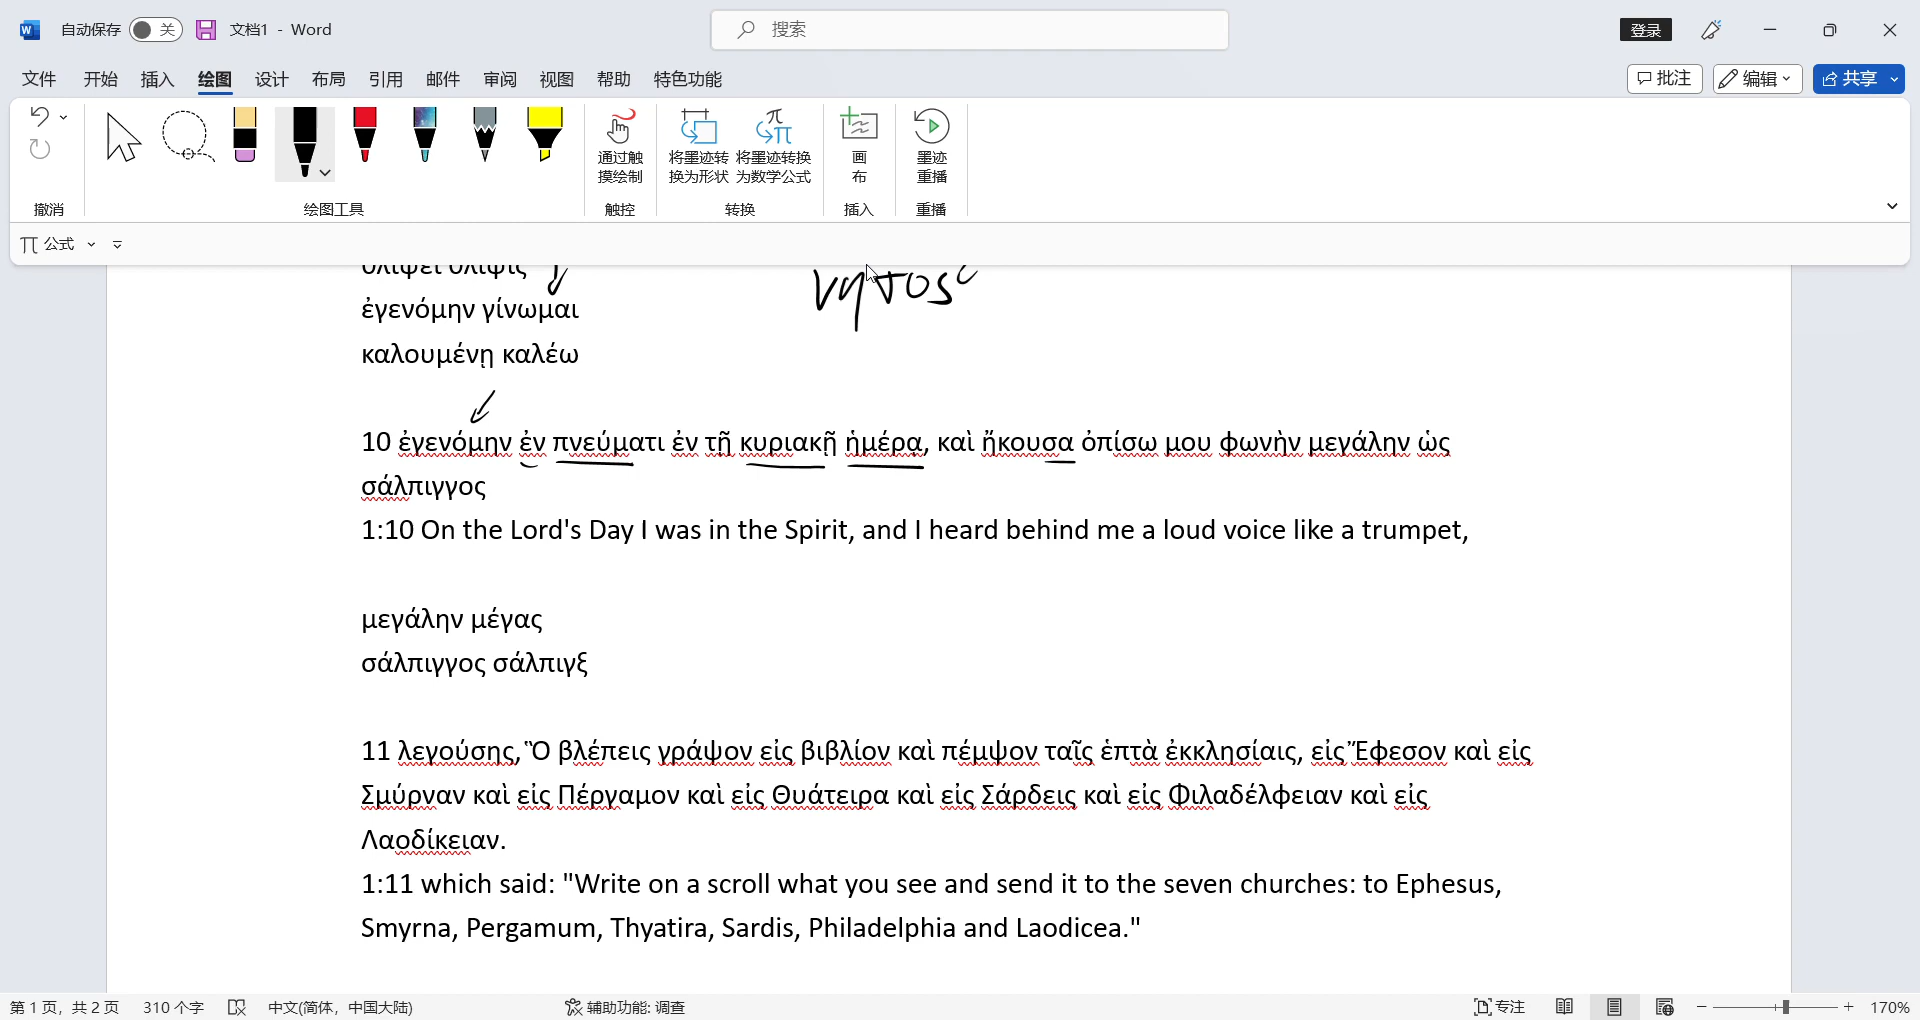 自动保存 关 文档1 - Word 搜索 登录
文件 开始 插入 绘图 设计 布局 引用 邮件 审阅 视图 帮助 特色功能 批注 编辑 共享
通过触 将墨迹转 将墨迹转换 画 墨迹
摸绘制 换为形状 为数学公式 布 重播
撤消 绘图工具 触控 转换 插入 重播
公式
ἐγενόμην γίνωμαι
καλουμένῃ καλέω
10 ἐγενόμην ἐν πνεύματι ἐν τῇ κυριακῇ ἡμέρᾳ, καὶ ἤκουσα ὀπίσω μου φωνὴν μεγάλην ὡς
σάλπιγγος
1:10 On the Lord's Day I was in the Spirit, and I heard behind me a loud voice like a trumpet,
μεγάλην μέγας
σάλπιγγος σάλπιγξ
11 λεγούσης, Ὃ βλέπεις γράψον εἰς βιβλίον καὶ πέμψον ταῖς ἑπτὰ ἐκκλησίαις, εἰς Ἔφεσον καὶ εἰς
Σμύρναν καὶ εἰς Πέργαμον καὶ εἰς Θυάτειρα καὶ εἰς Σάρδεις καὶ εἰς Φιλαδέλφειαν καὶ εἰς
Λαοδίκειαν.
1:11 which said: "Write on a scroll what you see and send it to the seven churches: to Ephesus,
Smyrna, Pergamum, Thyatira, Sardis, Philadelphia and Laodicea."
第 1 页，共 2 页 310 个字 中文(简体，中国大陆) 辅助功能: 调查 专注 170%